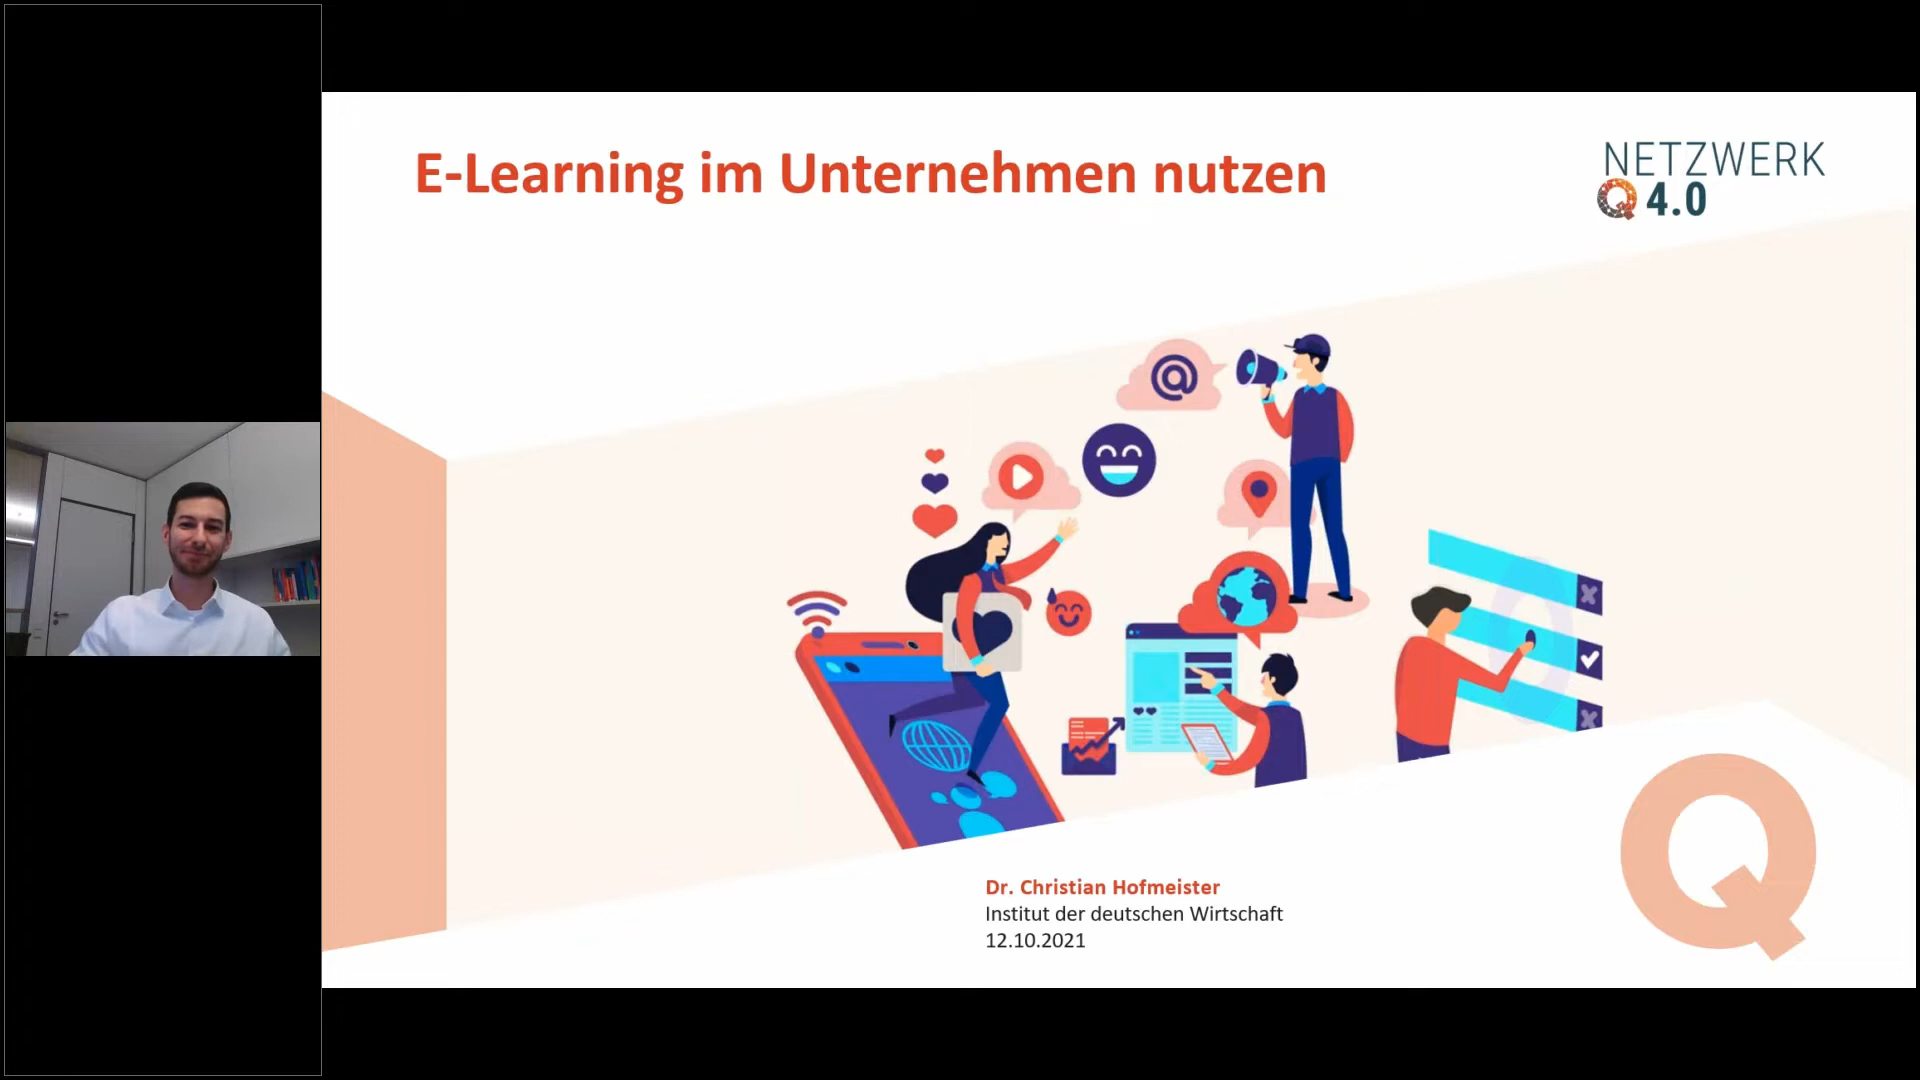 E-Learning im Unternehmen nutzen
NETZWERK
Q 4.0
@
Dr. Christian Hofmeister
Institut der deutschen Wirtschaft
12.10.2021
Q